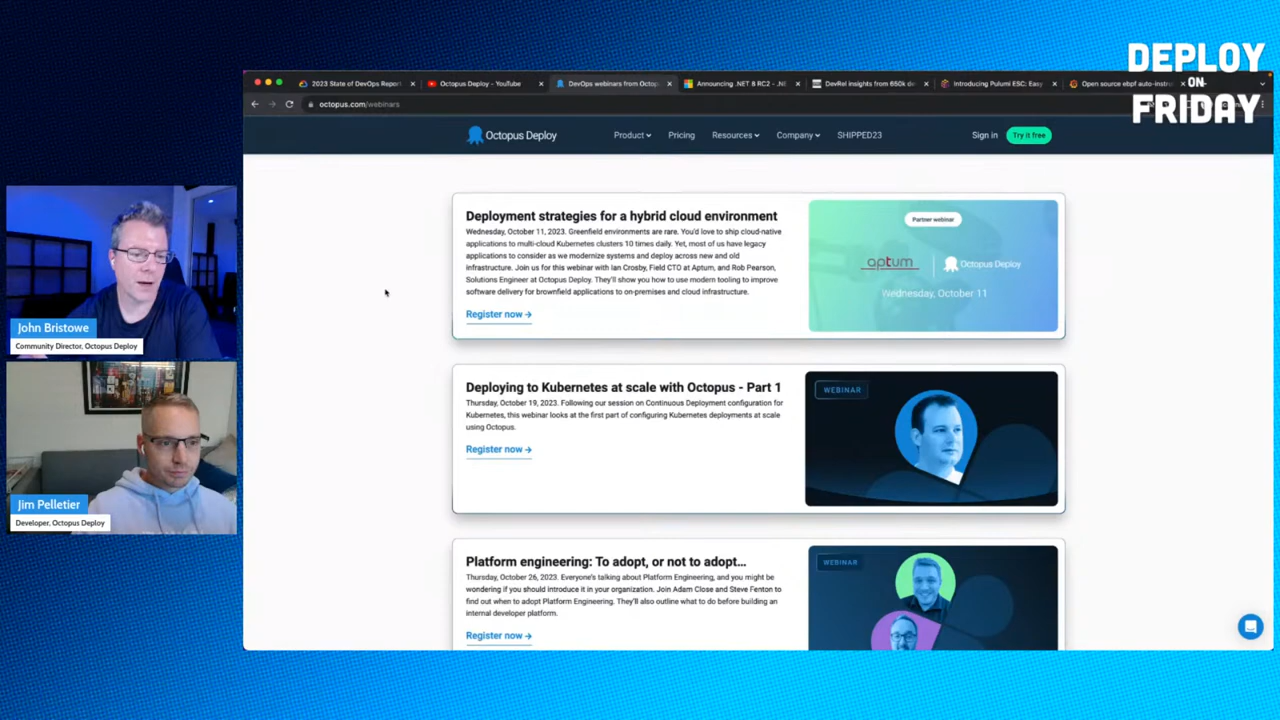 DEPLOY
ON
FRIDAY
2023 State of DevOps Report
Octopus Deploy - YouTube
DevOps webinars from Octop
Announcing .NET 8 RC2 - .NE
DevRel insights from 650k de
Introducing Pulumi ESC: Easy
Open source ebpf auto-instru
octopus.com/webinars
Octopus Deploy
Product
Pricing
Resources
Company
SHIPPED23
Sign in
Try it free
Deployment strategies for a hybrid cloud environment
Wednesday, October 11, 2023. Greenfield environments are rare. You'd love to ship cloud-native
applications to multi-cloud Kubernetes clusters 10 times daily. Yet, most of us have legacy
applications to consider as we modernize systems and deploy across new and old
infrastructure. Join us for this webinar with Ian Crosby, Field CTO at Aptum, and Rob Pearson,
Solutions Engineer at Octopus Deploy. They'll show you how to use modern tooling to improve
software delivery for brownfield applications to on-premises and cloud infrastructure.
Register now →
Partner webinar
aptum
Octopus Deploy
Wednesday, October 11
Deploying to Kubernetes at scale with Octopus - Part 1
Thursday, October 19, 2023. Following our session on Continuous Deployment configuration for
Kubernetes, this webinar looks at the first part of configuring Kubernetes deployments at scale
using Octopus.
Register now →
WEBINAR
Platform engineering: To adopt, or not to adopt...
Thursday, October 26, 2023. Everyone's talking about Platform Engineering, and you might be
wondering if you should introduce it in your organization. Join Adam Close and Steve Fenton to
find out when to adopt Platform Engineering. They'll also outline what to do before building an
internal developer platform.
Register now →
WEBINAR
John Bristowe
Community Director, Octopus Deploy
Jim Pelletier
Developer, Octopus Deploy